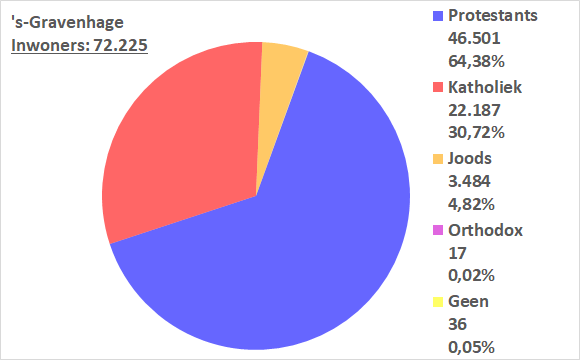 's-Gravenhage
Inwoners: 72.225
Protestants
46.501
64,38%
Katholiek
22.187
30,72%
Joods
3.484
4,82%
Orthodox
17
0,02%
Geen
36
0,05%